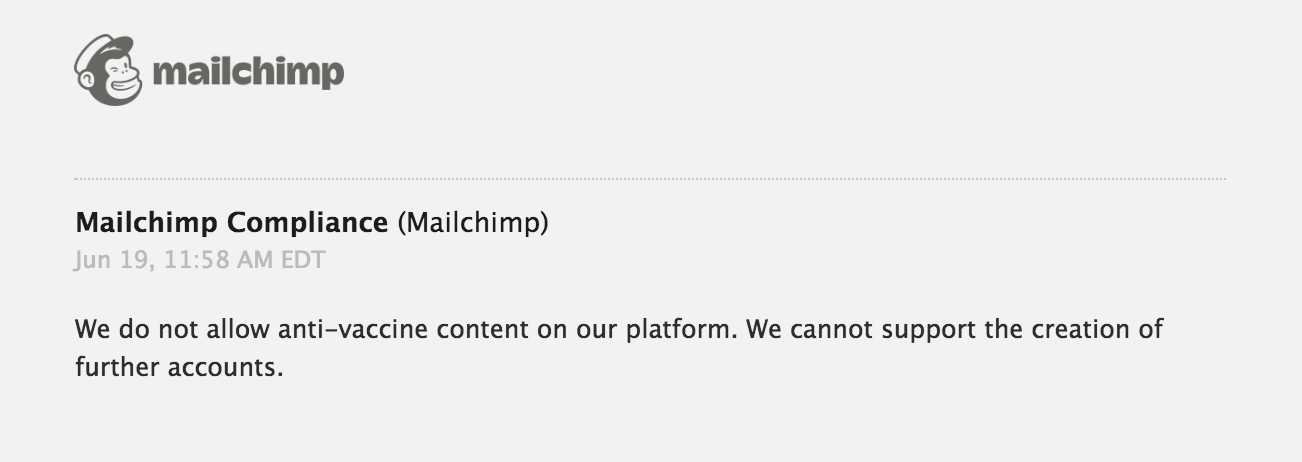 mailchimp
Mailchimp Compliance (Mailchimp)
Jun 19, 11:58 AM EDT
We do not allow anti–vaccine content on our platform. We cannot support the creation of
further accounts.